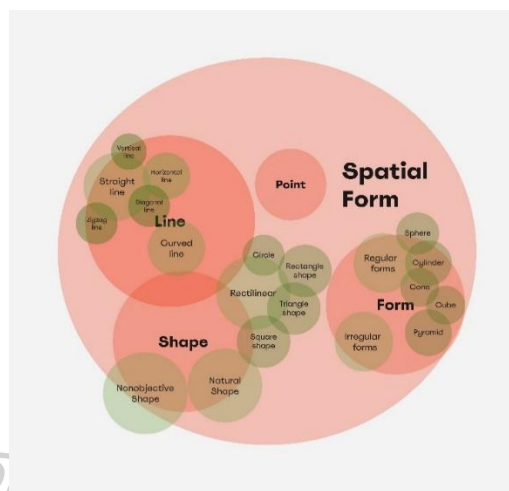 Spatial
Form
Point
Vertical
line
Straight
line
Horizontal
line
Diagonal
line
Zigzag
line
Line
Curved
line
Circle
Rectangle
shape
Rectilinear
Triangle
shape
Square
shape
Shape
Nonobjective
Shape
Natural
Shape
Sphere
Regular
forms
Cylinder
Cons
Form
Cube
Pyramid
Irregular
forms